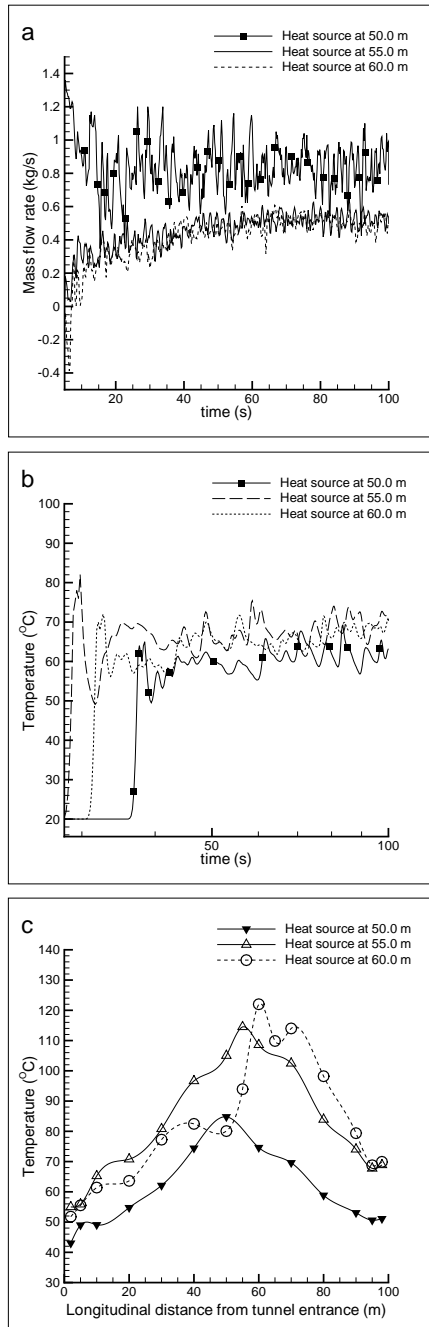 a
Heat source at 50.0 m
Heat source at 55.0 m
Heat source at 60.0 m
1.4
1.2
1
0.8
0.6
0.4
0.2
0
-0.2
-0.4
Mass flow rate (kg/s)
20 40 60 80 100
time (s)
b
Heat source at 50.0 m
Heat source at 55.0 m
Heat source at 60.0 m
100
90
80
70
60
50
40
30
20
Temperature (°C)
50 100
time (s)
c
Heat source at 50.0 m
Heat source at 55.0 m
Heat source at 60.0 m
140
130
120
110
100
90
80
70
60
50
40
30
Temperature (°C)
0 20 40 60 80 100
Longitudinal distance from tunnel entrance (m)